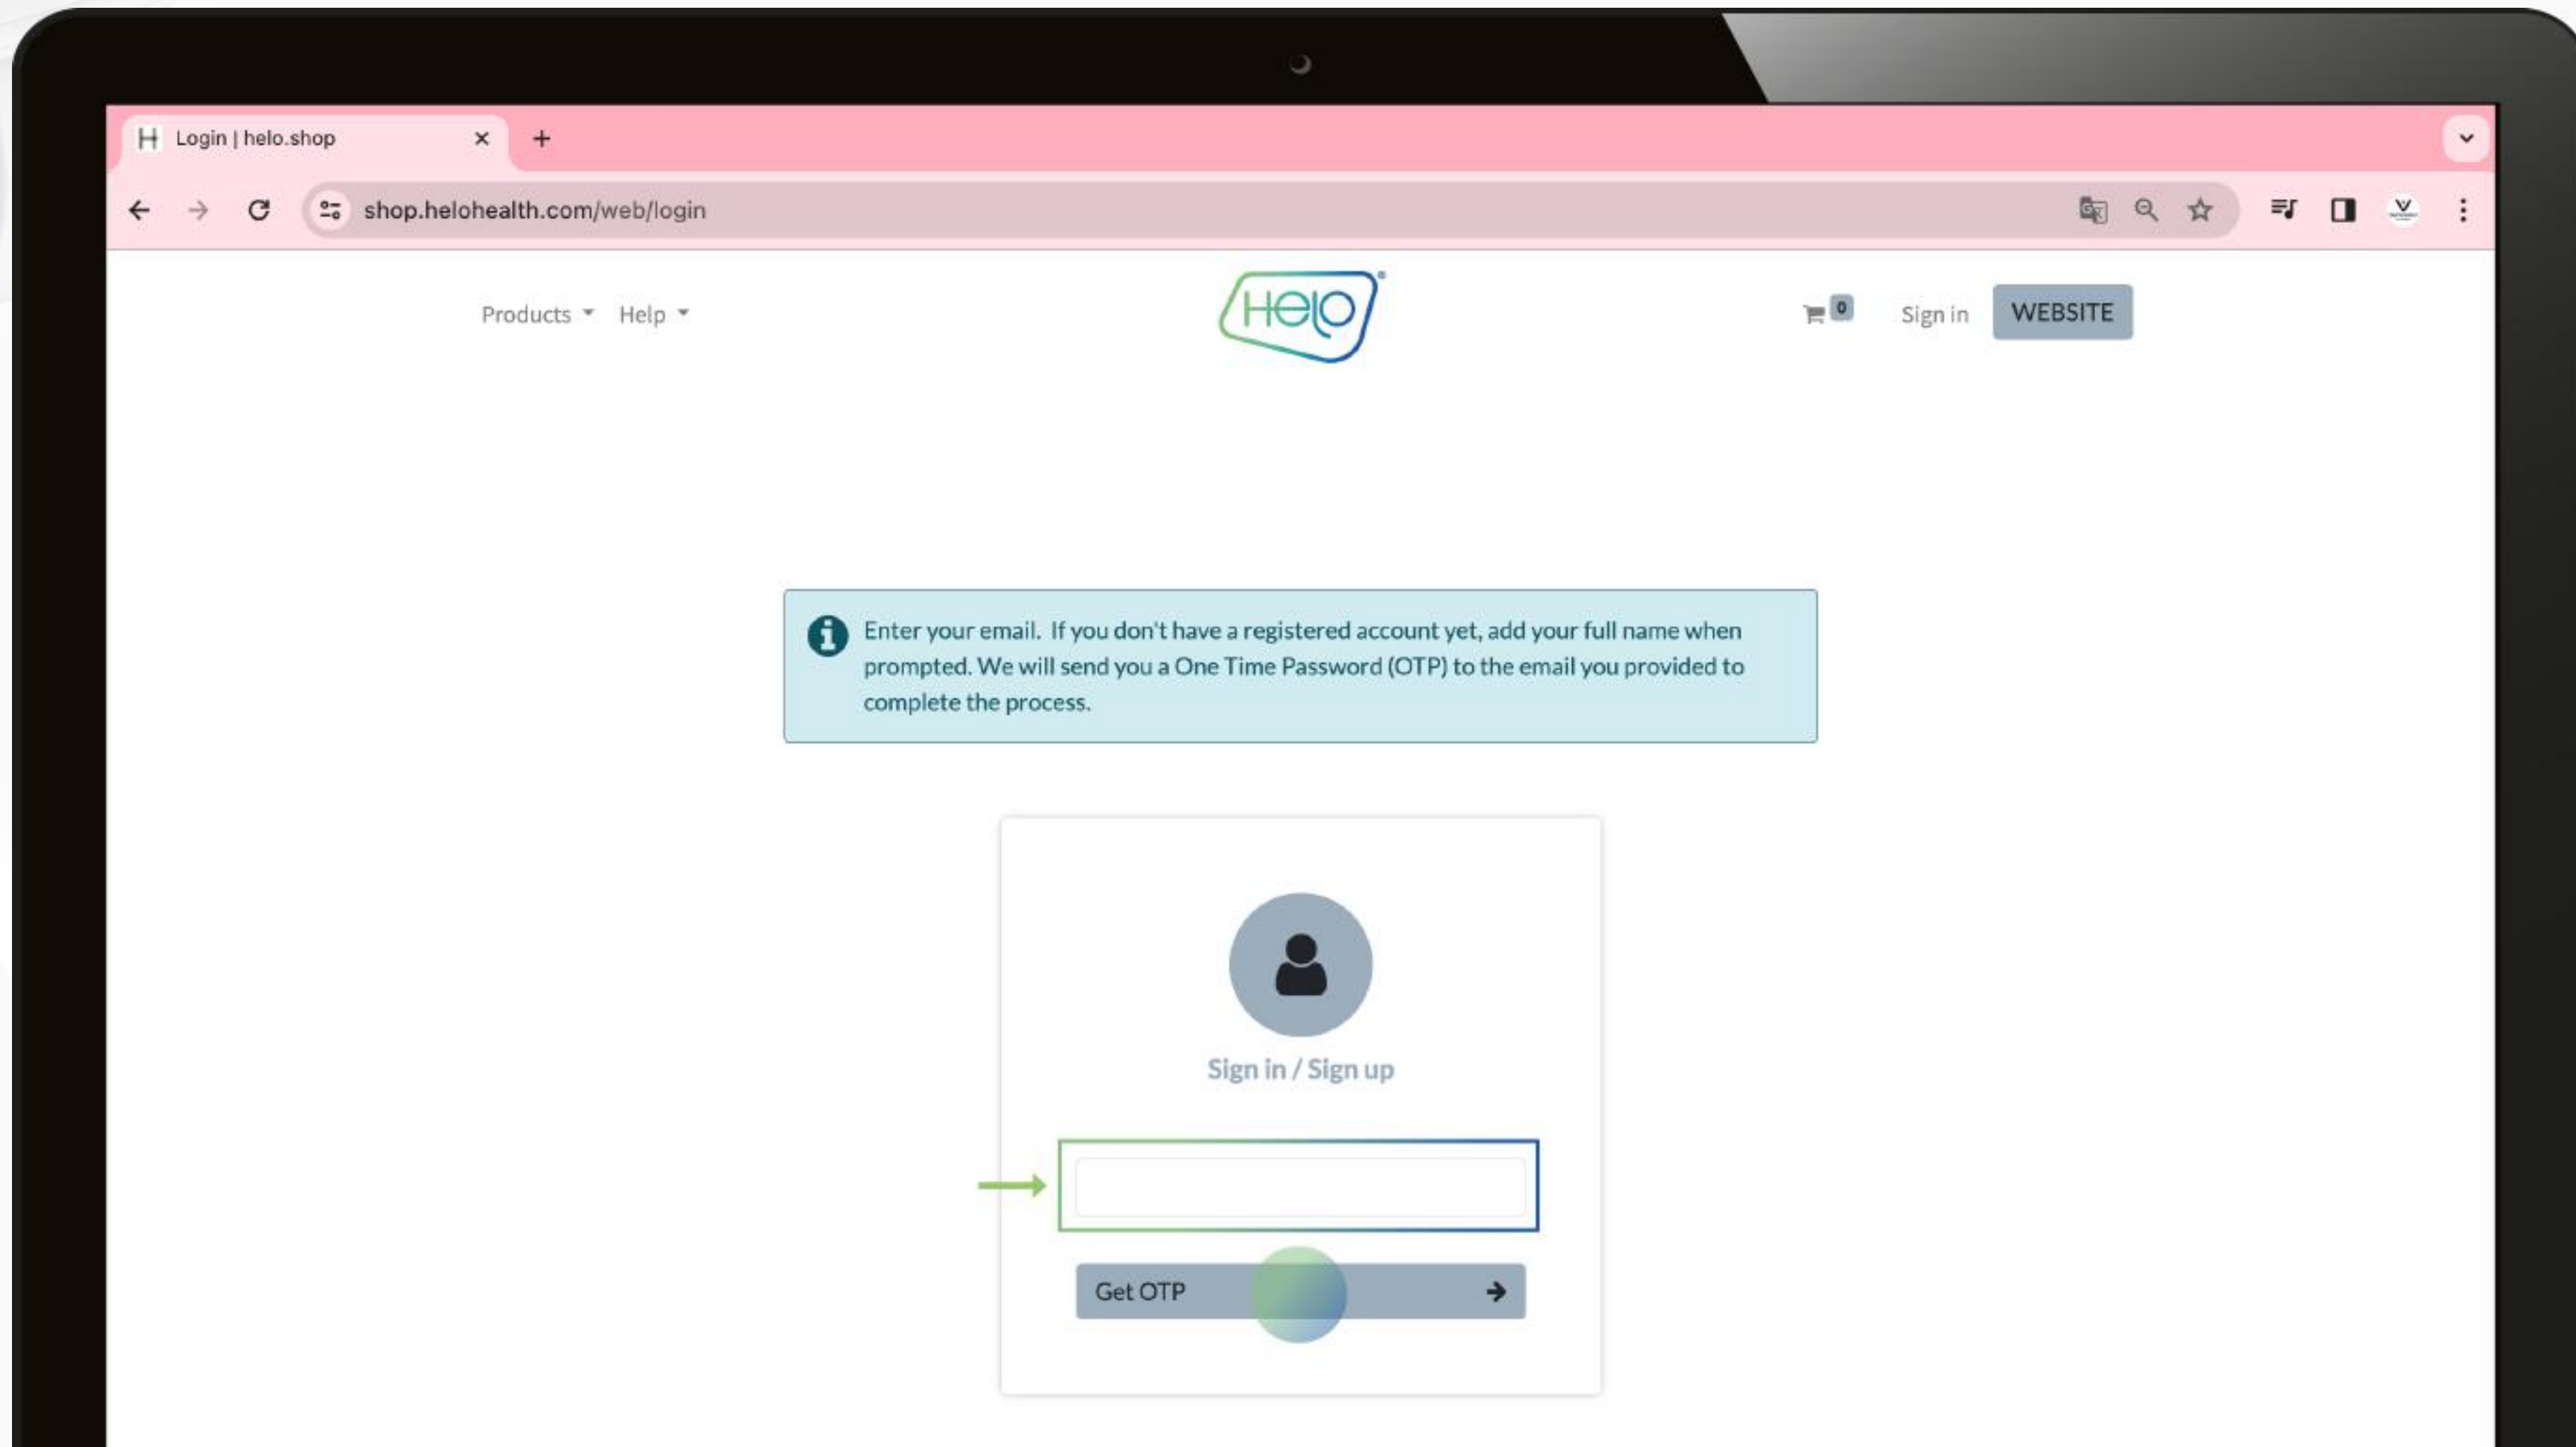 Login | helo.shop
shop.helohealth.com/web/login
Products Help
Helo
0 Sign in WEBSITE
Enter your email. If you don't have a registered account yet, add your full name when
prompted. We will send you a One Time Password (OTP) to the email you provided to
complete the process.
Sign in / Sign up
Get OTP